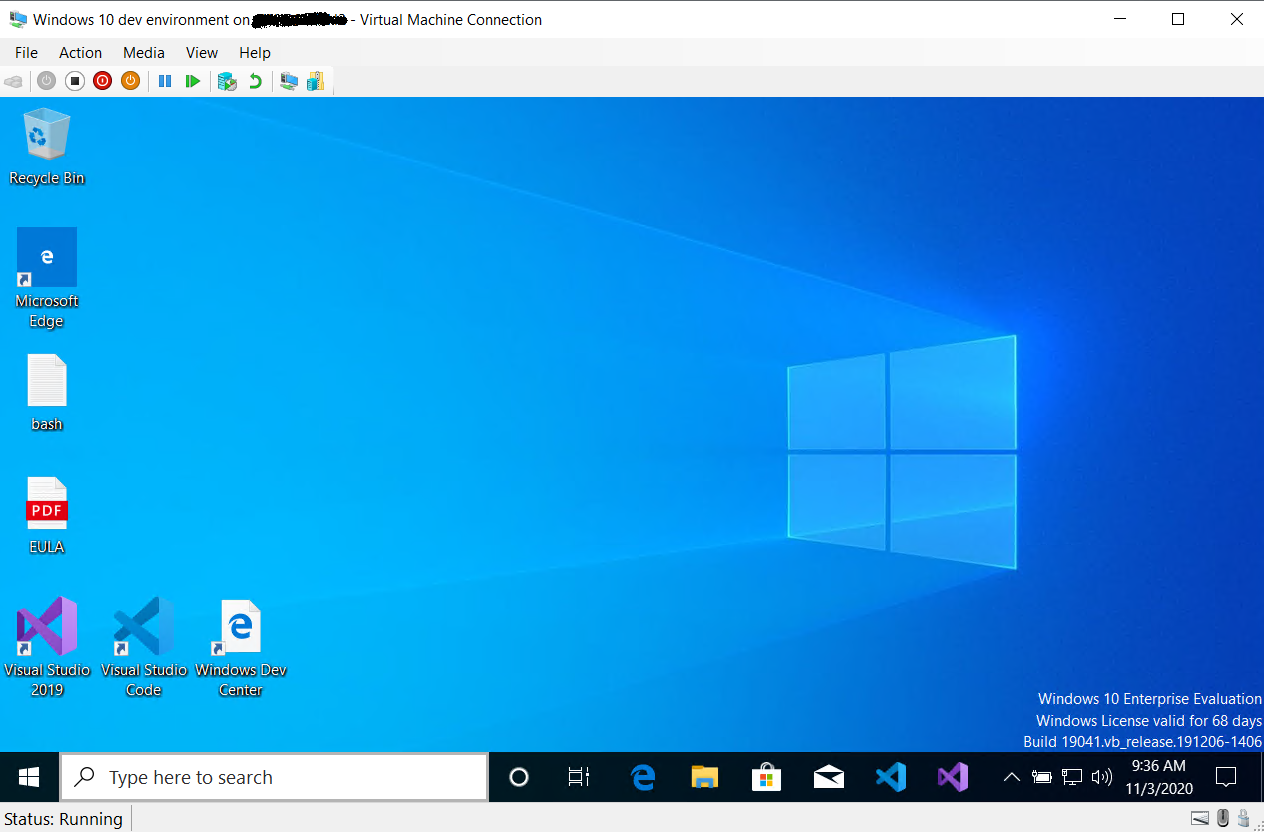 Windows 10 dev environment on - Virtual Machine Connection
File Action Media View Help
Recycle Bin
Microsoft
Edge
bash
PDF
EULA
Visual Studio
2019
Visual Studio
Code
Windows Dev
Center
Windows 10 Enterprise Evaluation
Windows License valid for 68 days
Build 19041.vb_release.191206-1406
Type here to search
9:36 AM
11/3/2020
Status: Running